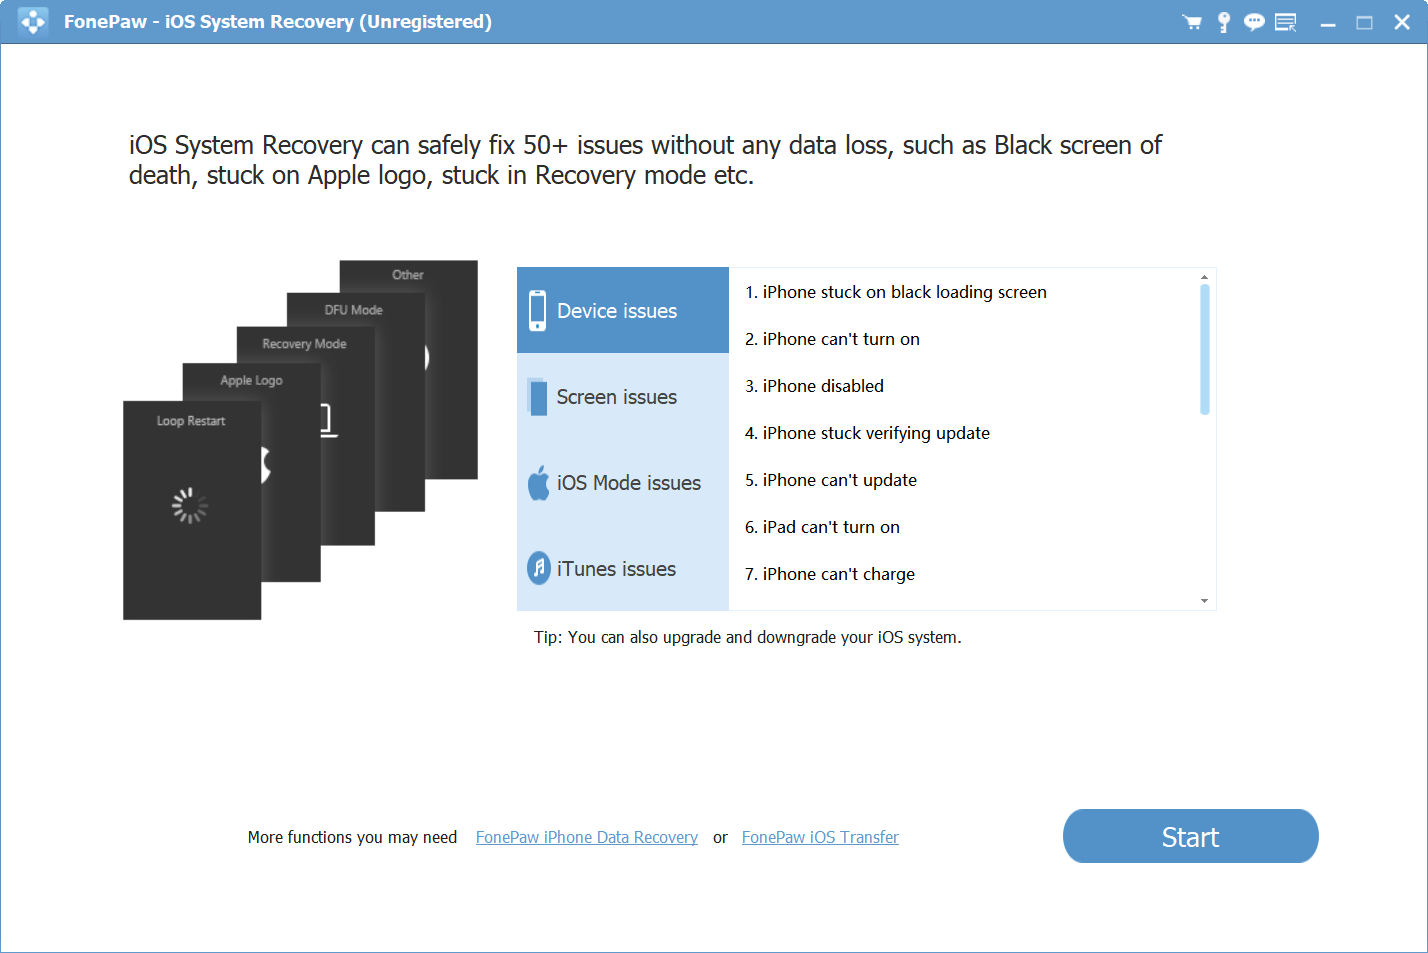 FonePaw - iOS System Recovery (Unregistered)
iOS System Recovery can safely fix 50+ issues without any data loss, such as Black screen of
death, stuck on Apple logo, stuck in Recovery mode etc.
Other
DFU Mode
Recovery Mode
Apple Logo
Loop Restart
Device issues
Screen issues
iOS Mode issues
iTunes issues
1. iPhone stuck on black loading screen
2. iPhone can't turn on
3. iPhone disabled
4. iPhone stuck verifying update
5. iPhone can't update
6. iPad can't turn on
7. iPhone can't charge
Tip: You can also upgrade and downgrade your iOS system.
More functions you may need FonePaw iPhone Data Recovery or FonePaw iOS Transfer
Start